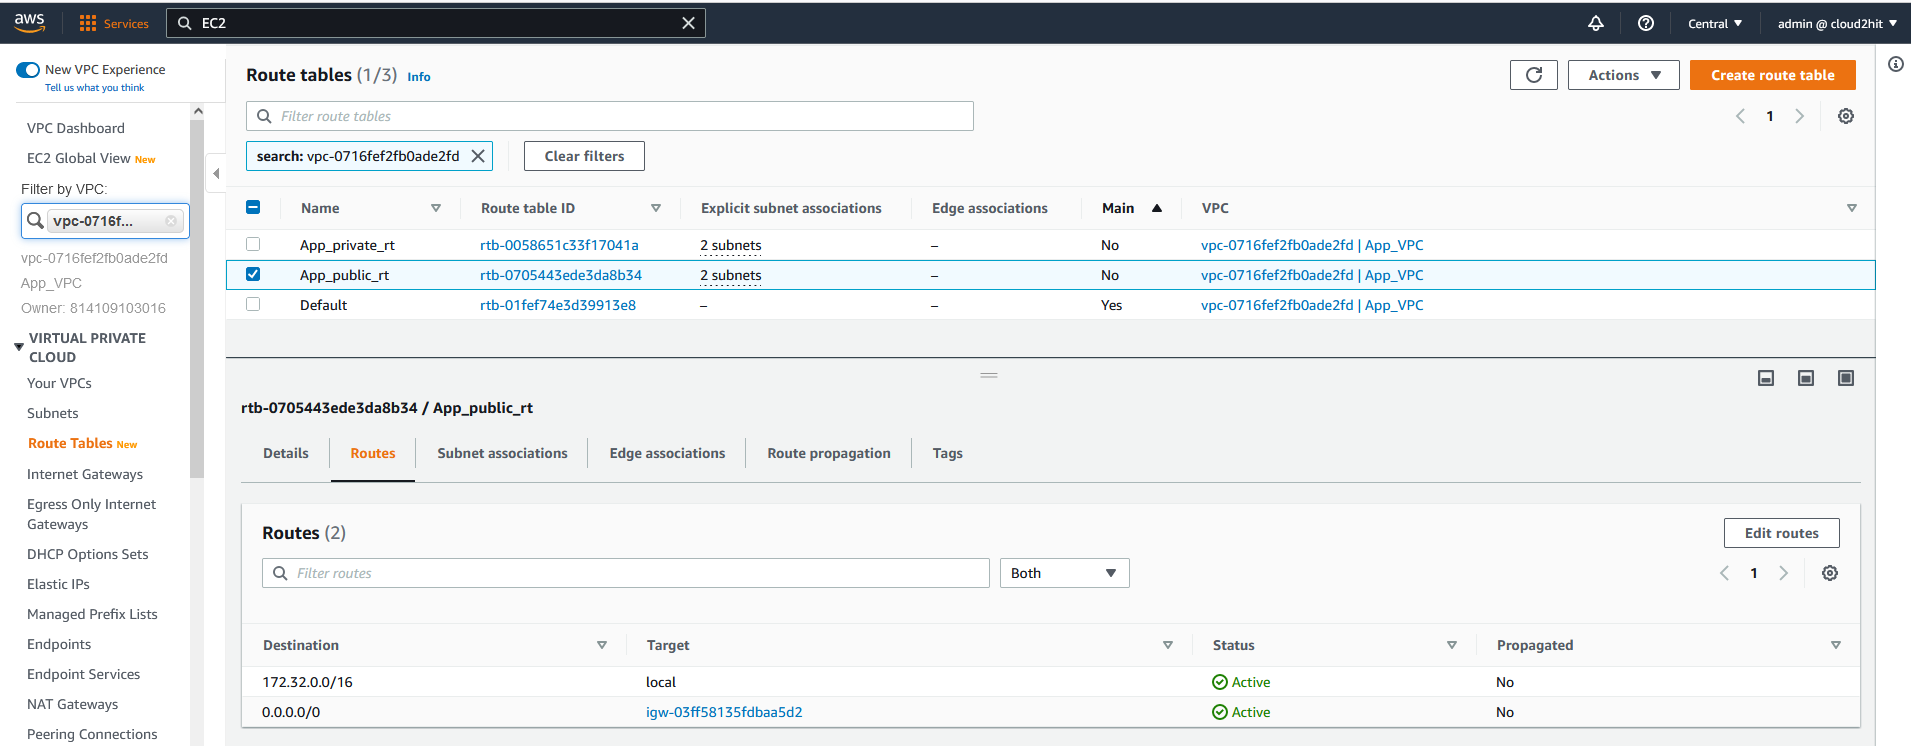 aws
Services
EC2
Central
admin @ cloud2hit
New VPC Experience
Tell us what you think
VPC Dashboard
EC2 Global View New
Filter by VPC:
vpc-0716f...
vpc-0716fef2fb0ade2fd
App_VPC
Owner: 814109103016
VIRTUAL PRIVATE
CLOUD
Your VPCs
Subnets
Route Tables New
Internet Gateways
Egress Only Internet
Gateways
DHCP Options Sets
Elastic IPs
Managed Prefix Lists
Endpoints
Endpoint Services
NAT Gateways
Peering Connections
Route tables (1/3) Info
Actions
Create route table
Filter route tables
1
search: vpc-0716fef2fb0ade2fd
Clear filters
Name Route table ID Explicit subnet associations Edge associations Main VPC
App_private_rt rtb-0058651c33f17041a 2 subnets – No vpc-0716fef2fb0ade2fd | App_VPC
App_public_rt rtb-0705443ede3da8b34 2 subnets – No vpc-0716fef2fb0ade2fd | App_VPC
Default rtb-01fef74e3d39913e8 – – Yes vpc-0716fef2fb0ade2fd | App_VPC
rtb-0705443ede3da8b34 / App_public_rt
Details Routes Subnet associations Edge associations Route propagation Tags
Routes (2)
Edit routes
Filter routes
Both
1
Destination Target Status Propagated
172.32.0.0/16 local Active No
0.0.0.0/0 igw-03ff58135fdbaa5d2 Active No